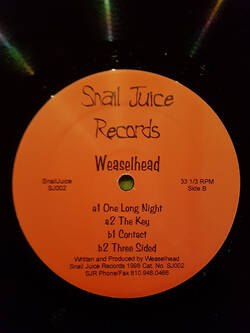 Snail Juice
Records
Weaselhead
SnailJuice
SJ002
33 1/3 RPM
Side B
a1 One Long Night
a2 The Key
b1 Contact
b2 Three Sided
Written and Produced by Weaselhead
Snail Juice Records 1998 Cat. No. SJ002
SJR Phone/Fax 810.948.0466